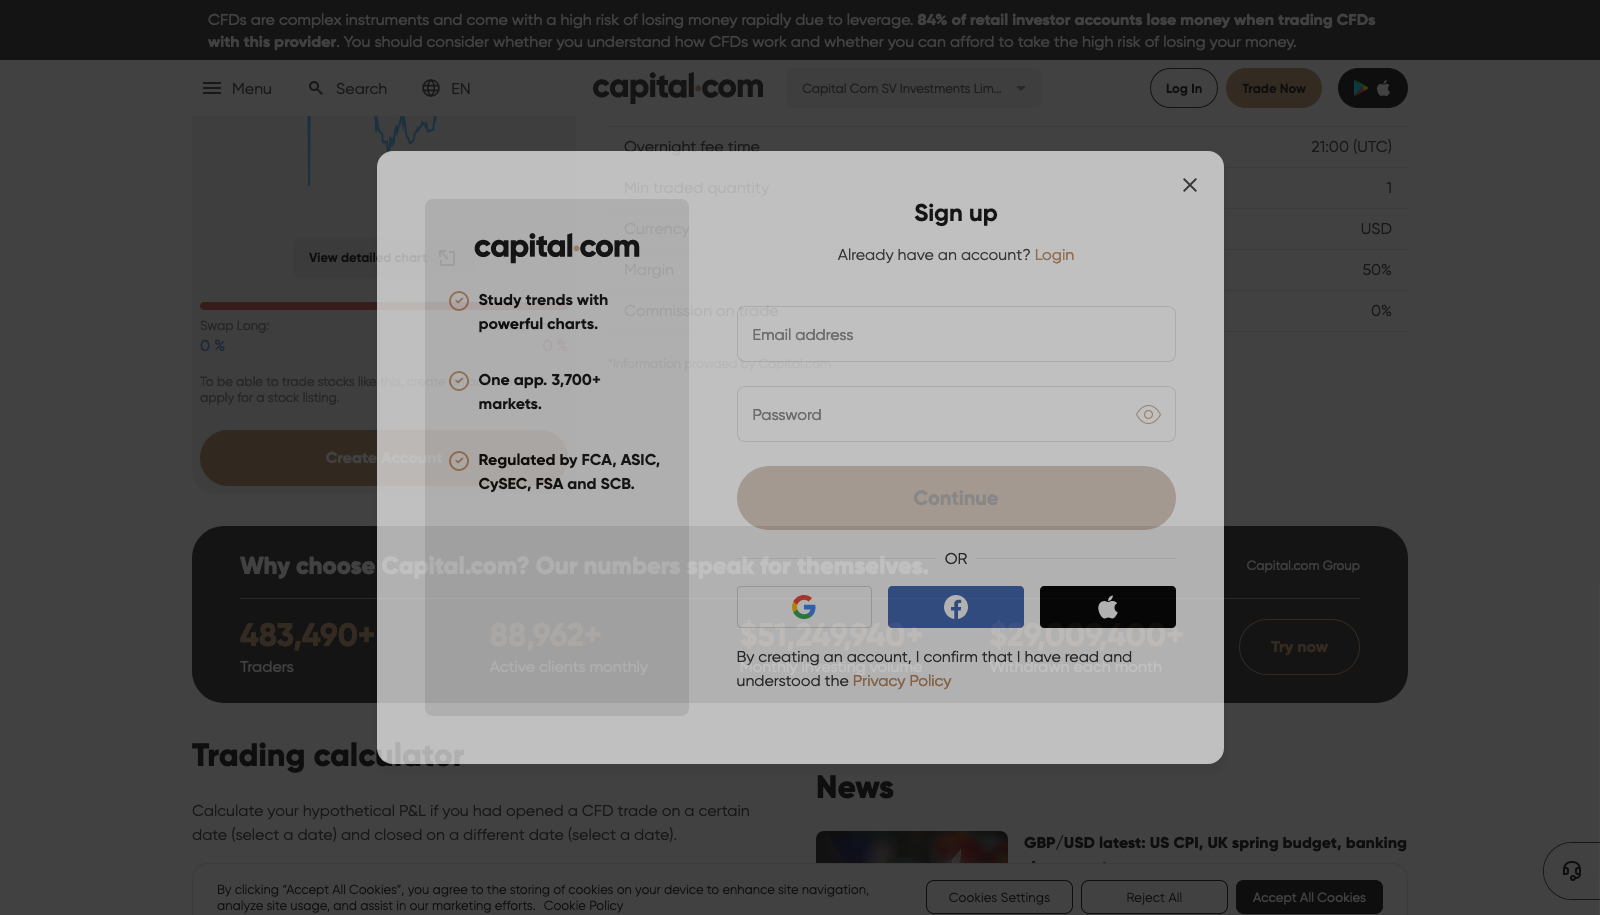 CFDs are complex instruments and come with a high risk of losing money rapidly due to leverage. 84% of retail investor accounts lose money when trading CFDs
with this provider. You should consider whether you understand how CFDs work and whether you can afford to take the high risk of losing your money.
Menu
Search
EN
capital.com
Capital Com SV Investments Lim...
Log In
Trade Now
Overnight fee time
21:00 (UTC)
Min traded quantity
1
Currency
USD
Margin
50%
Commission on trade
0%
*Information provided by Capital.com
View detailed chart
Swap Long:
0 %
0 %
To be able to trade stocks like this, create
apply for a stock listing.
Create Account
capital.com
Study trends with
powerful charts.
One app. 3,700+
markets.
Regulated by FCA, ASIC,
CySEC, FSA and SCB.
Sign up
Already have an account? Login
Email address
Password
Continue
OR
By creating an account, I confirm that I have read and
understood the Privacy Policy
Why choose Capital.com? Our numbers speak for themselves.
Capital.com Group
483,490+
Traders
88,962+
Active clients monthly
$51,249,940+
Monthly investing volume
$29,009,400+
Withdrawn each month
Try now
Trading calculator
Calculate your hypothetical P&L if you had opened a CFD trade on a certain
date (select a date) and closed on a different date (select a date).
News
GBP/USD latest: US CPI, UK spring budget, banking
By clicking “Accept All Cookies”, you agree to the storing of cookies on your device to enhance site navigation,
analyze site usage, and assist in our marketing efforts. Cookie Policy
Cookies Settings
Reject All
Accept All Cookies